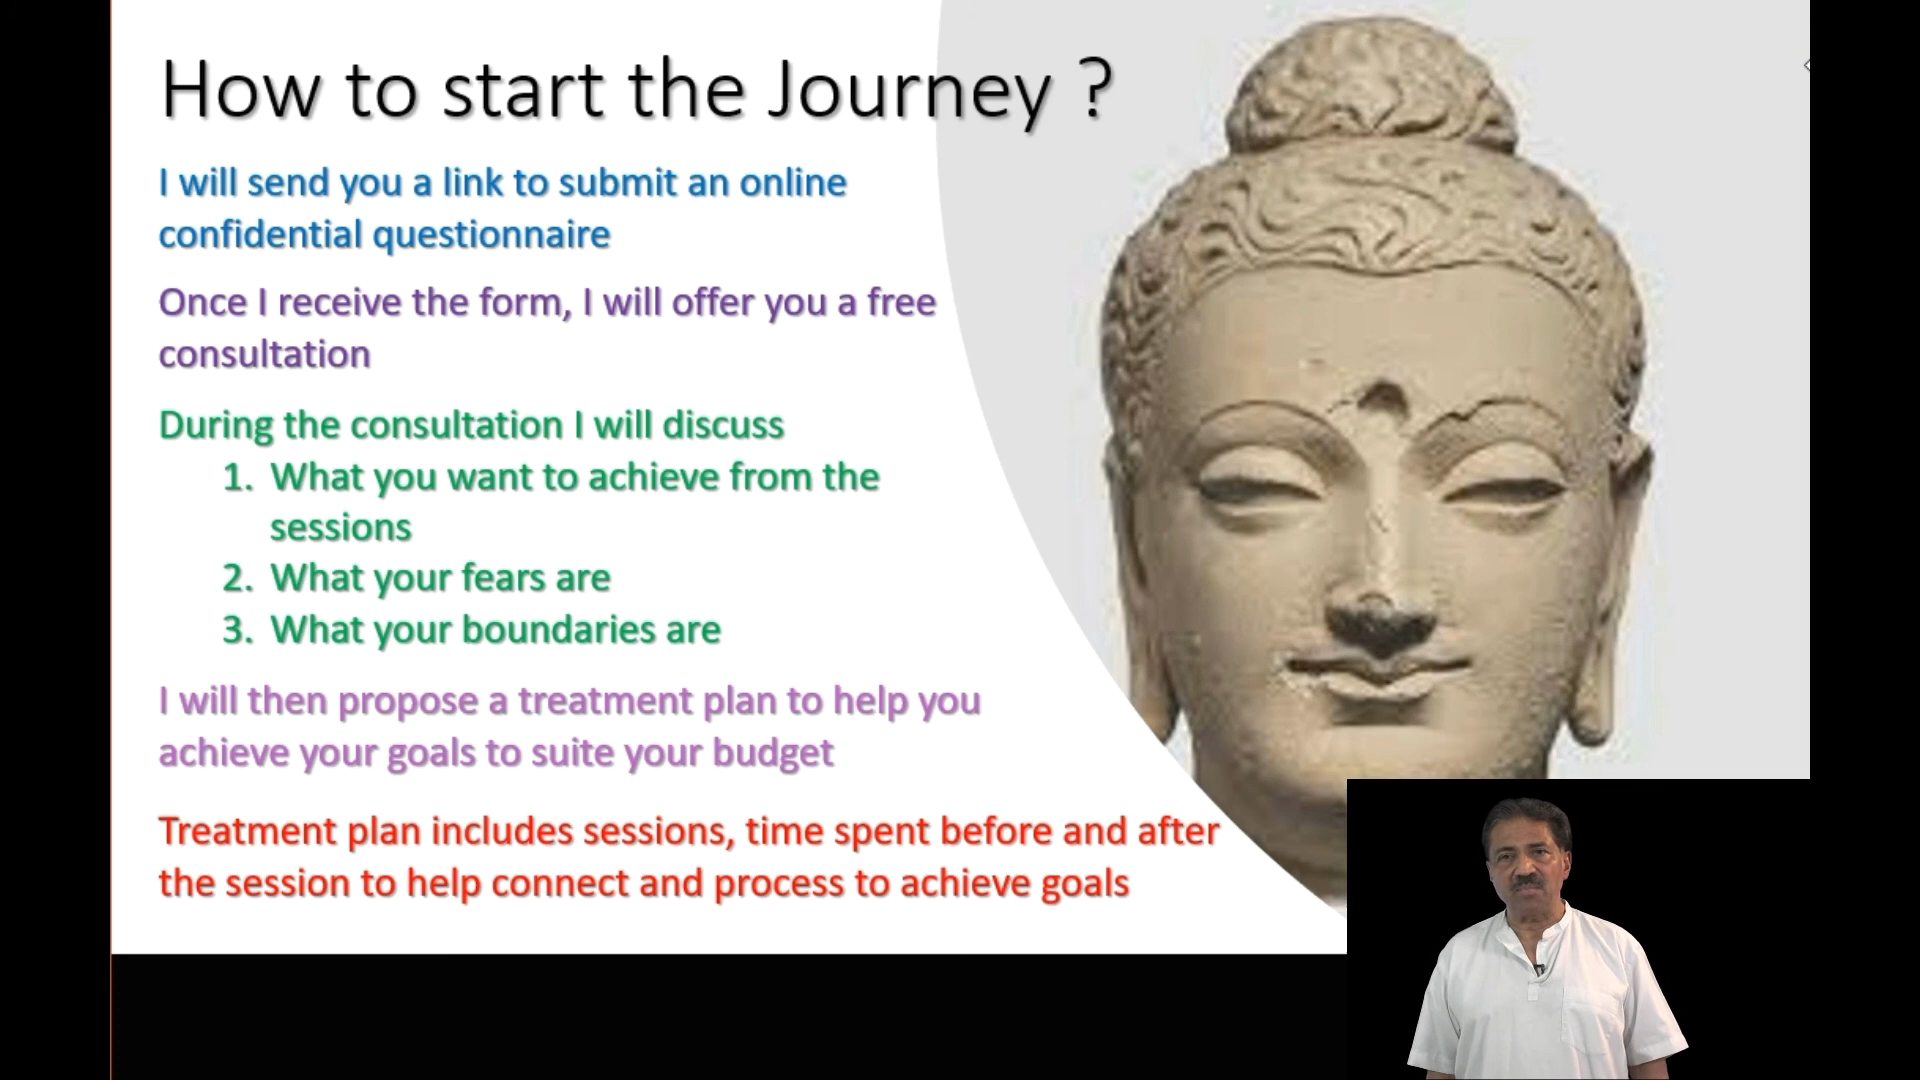 How to start the Journey ?
I will send you a link to submit an online
confidential questionnaire
Once I receive the form, I will offer you a free
consultation
During the consultation I will discuss
1. What you want to achieve from the
sessions
2. What your fears are
3. What your boundaries are
I will then propose a treatment plan to help you
achieve your goals to suite your budget
Treatment plan includes sessions, time spent before and after
the session to help connect and process to achieve goals